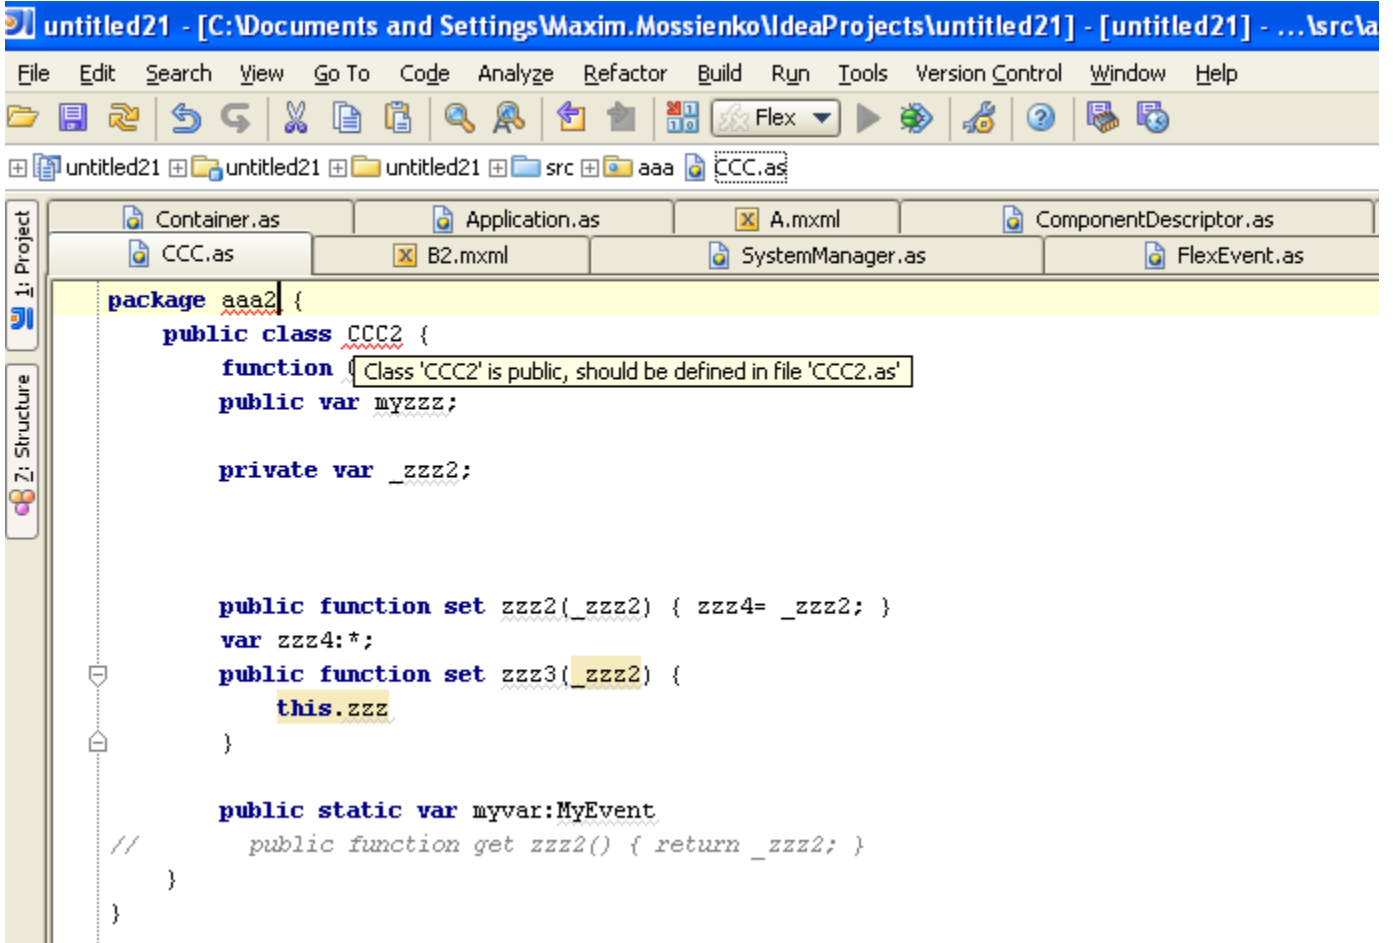 untitled21 - [C:\Documents and Settings\Maxim.Mossienko\IdeaProjects\untitled21] - [untitled21] - ...\src\a
File Edit Search View Go To Code Analyze Refactor Build Run Tools Version Control Window Help
Flex
untitled21 untitled21 untitled21 src aaa CCC.as
Container.as Application.as A.mxml ComponentDescriptor.as
CCC.as B2.mxml SystemManager.as FlexEvent.as
1: Project
Z: Structure
package aaa2 {
public class CCC2 {
function
Class 'CCC2' is public, should be defined in file 'CCC2.as'
public var myzzz;
private var _zzz2;
public function set zzz2(_zzz2) { zzz4= _zzz2; }
var zzz4:*;
public function set zzz3(_zzz2) {
this.zzz
}
public static var myvar:MyEvent
// public function get zzz2() { return _zzz2; }
}
}